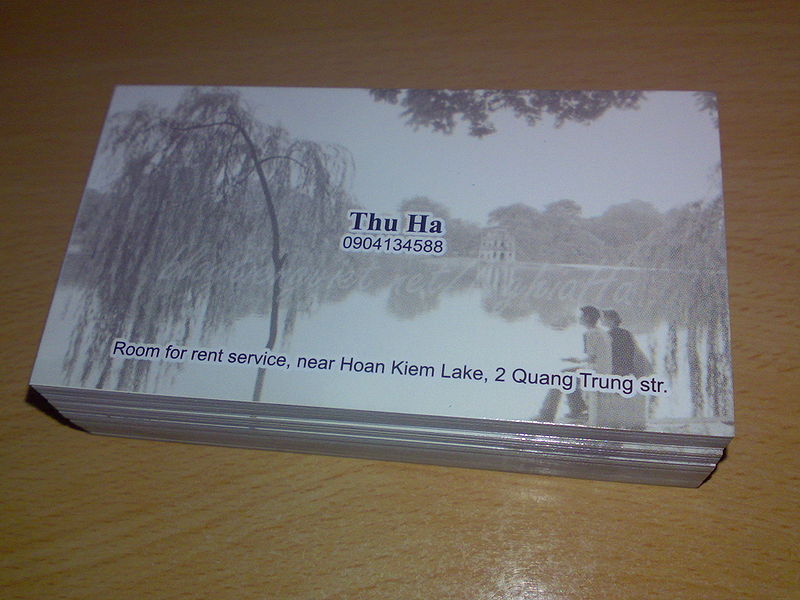 Thu Ha
0904134588
Room for rent service, near Hoan Kiem Lake, 2 Quang Trung str.